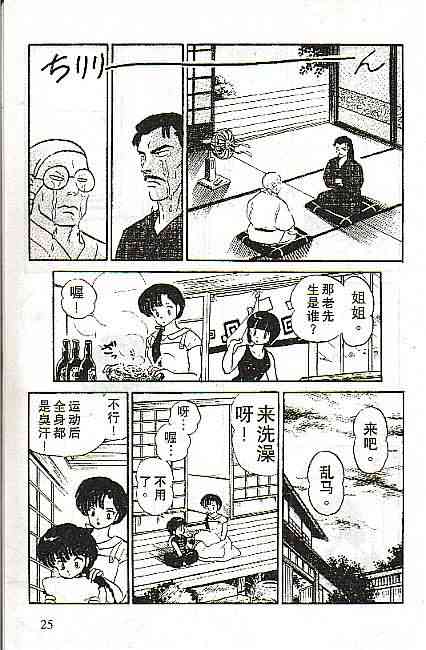 ちりりーーん
姐姐。
那老先
生是谁？
喔！
来吧。
乱马。
来洗澡
呀！
呀…
喔…
不用
了。
不行！
运动后
全身都
是臭汗！
25